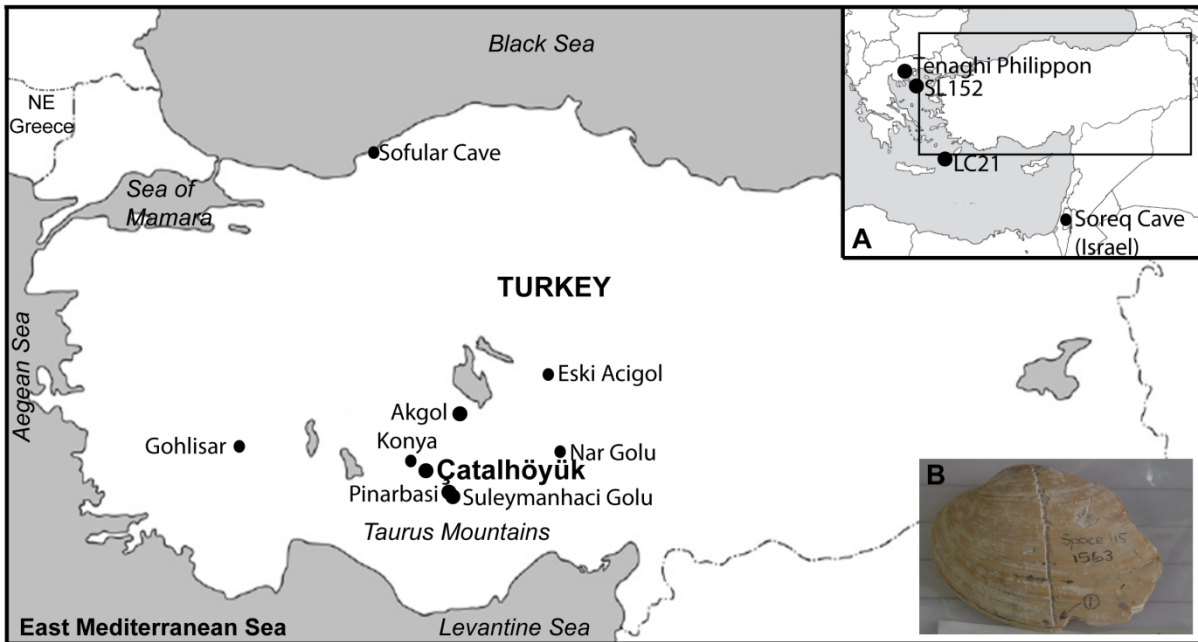 Black Sea
NE
Greece
Sofular Cave
Sea of
Mamara
TURKEY
Aegean Sea
Eski Acigol
Akgol
Konya
Gohlisar
Nar Golu
Çatalhöyük
Pinarbasi
Suleymanhaci Golu
Taurus Mountains
East Mediterranean Sea
Levantine Sea
enaghi Philippon
SL152
LC21
Soreq Cave
(Israel)
A
B
Space 115
1563
1